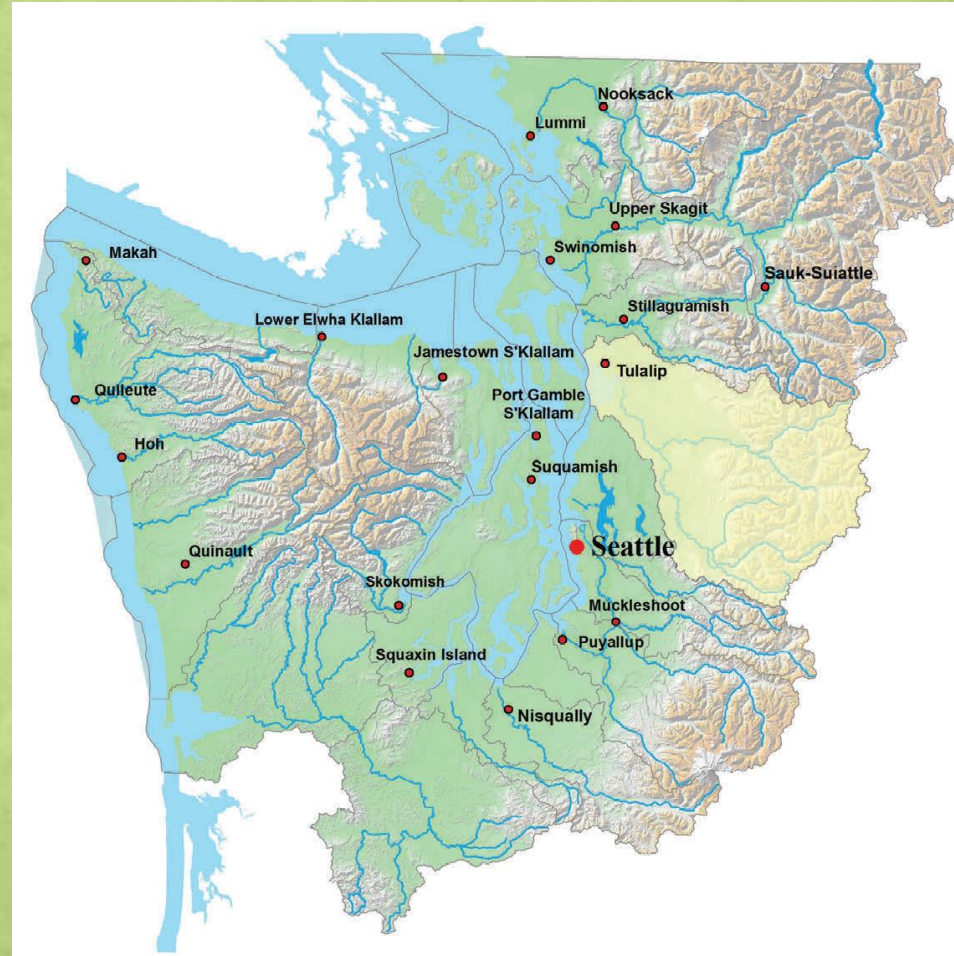 Nooksack
Lummi
Upper Skagit
Swinomish
Makah
Sauk-Suiattle
Stillaguamish
Lower Elwha Klallam
Jamestown S'Klallam
Tulalip
Quileute
Port Gamble
S'Klallam
Hoh
Suquamish
Seattle
Quinault
Skokomish
Muckleshoot
Puyallup
Squaxin Island
Nisqually